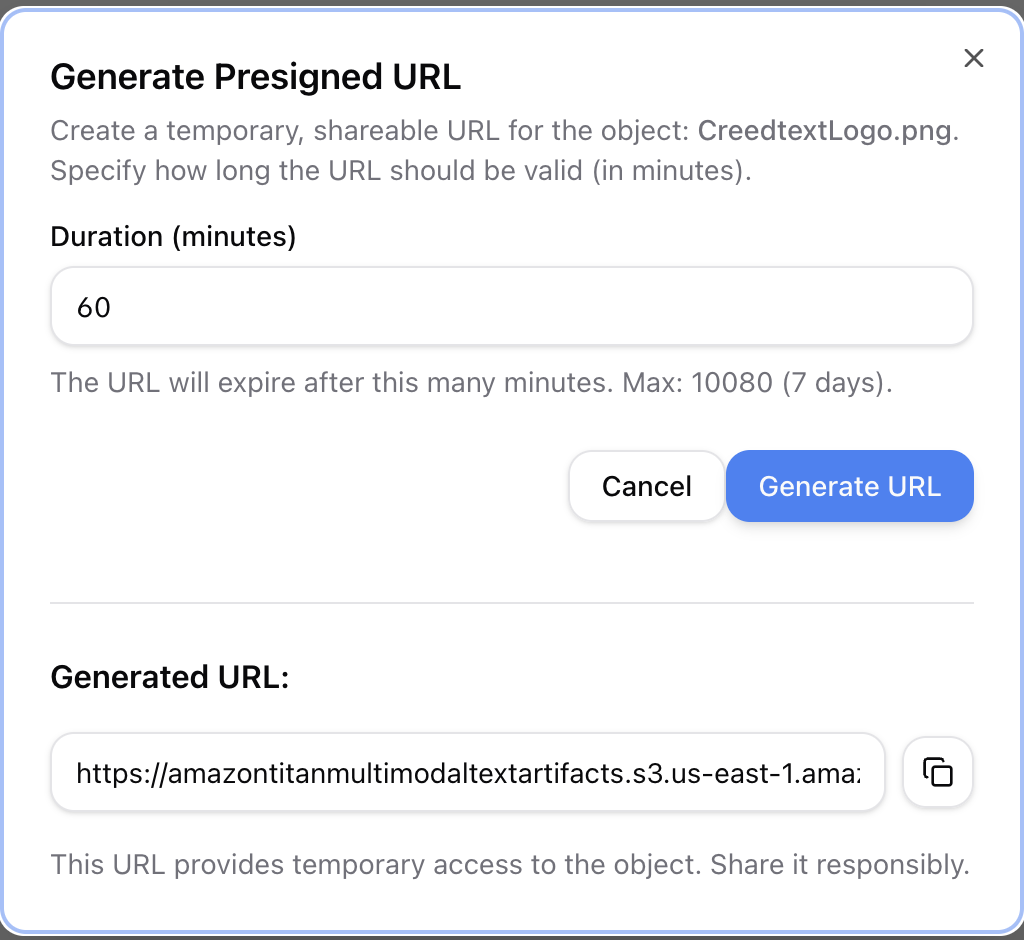 Generate Presigned URL
Create a temporary, shareable URL for the object: CreedtextLogo.png.
Specify how long the URL should be valid (in minutes).
Duration (minutes)
60
The URL will expire after this many minutes. Max: 10080 (7 days).
Cancel
Generate URL
Generated URL:
https://amazontitanmultimodaltextartifacts.s3.us-east-1.ama
This URL provides temporary access to the object. Share it responsibly.